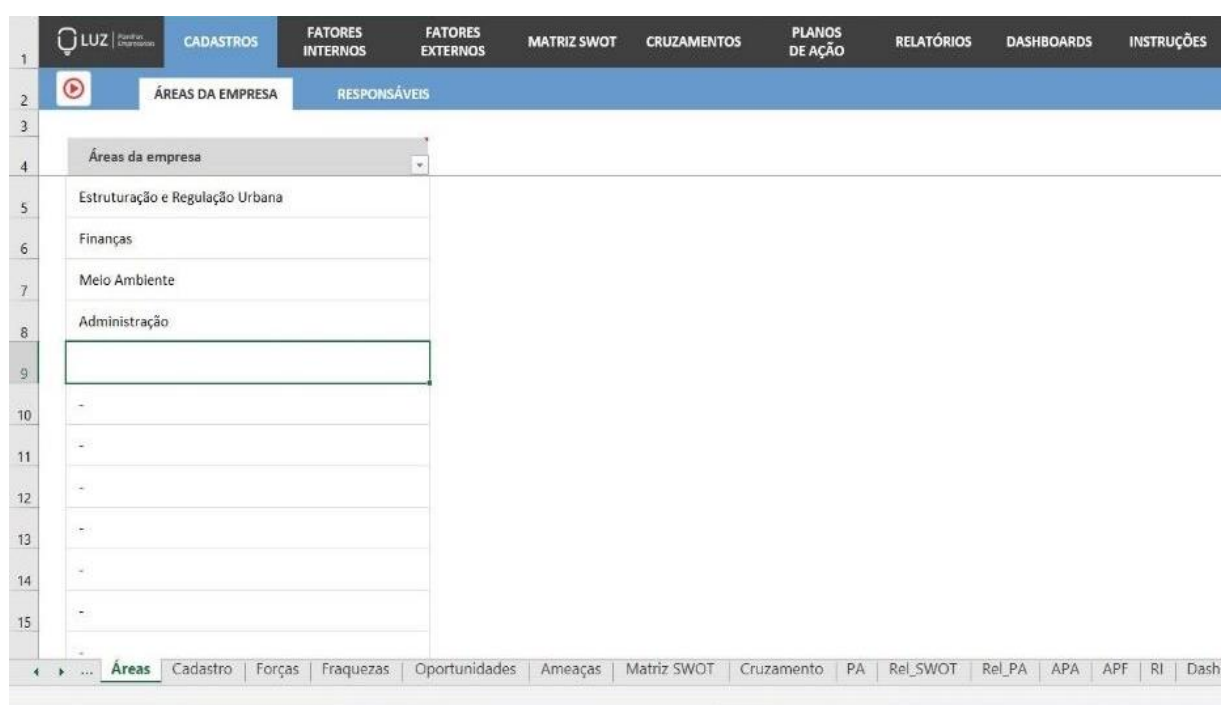 LUZ | Planilhas Empresariais
CADASTROS
FATORES
INTERNOS
FATORES
EXTERNOS
MATRIZ SWOT
CRUZAMENTOS
PLANOS
DE AÇÃO
RELATÓRIOS
DASHBOARDS
INSTRUÇÕES
1
ÁREAS DA EMPRESA
RESPONSÁVEIS
2
3
Áreas da empresa
4
Estruturação e Regulação Urbana
5
Finanças
6
Meio Ambiente
7
Administração
8
9
-
10
-
11
-
12
-
13
-
14
-
15
-
... Áreas | Cadastro | Forças | Fraquezas | Oportunidades | Ameaças | Matriz SWOT | Cruzamento | PA | Rel_SWOT | Rel_PA | APA | APF | RI | Dash